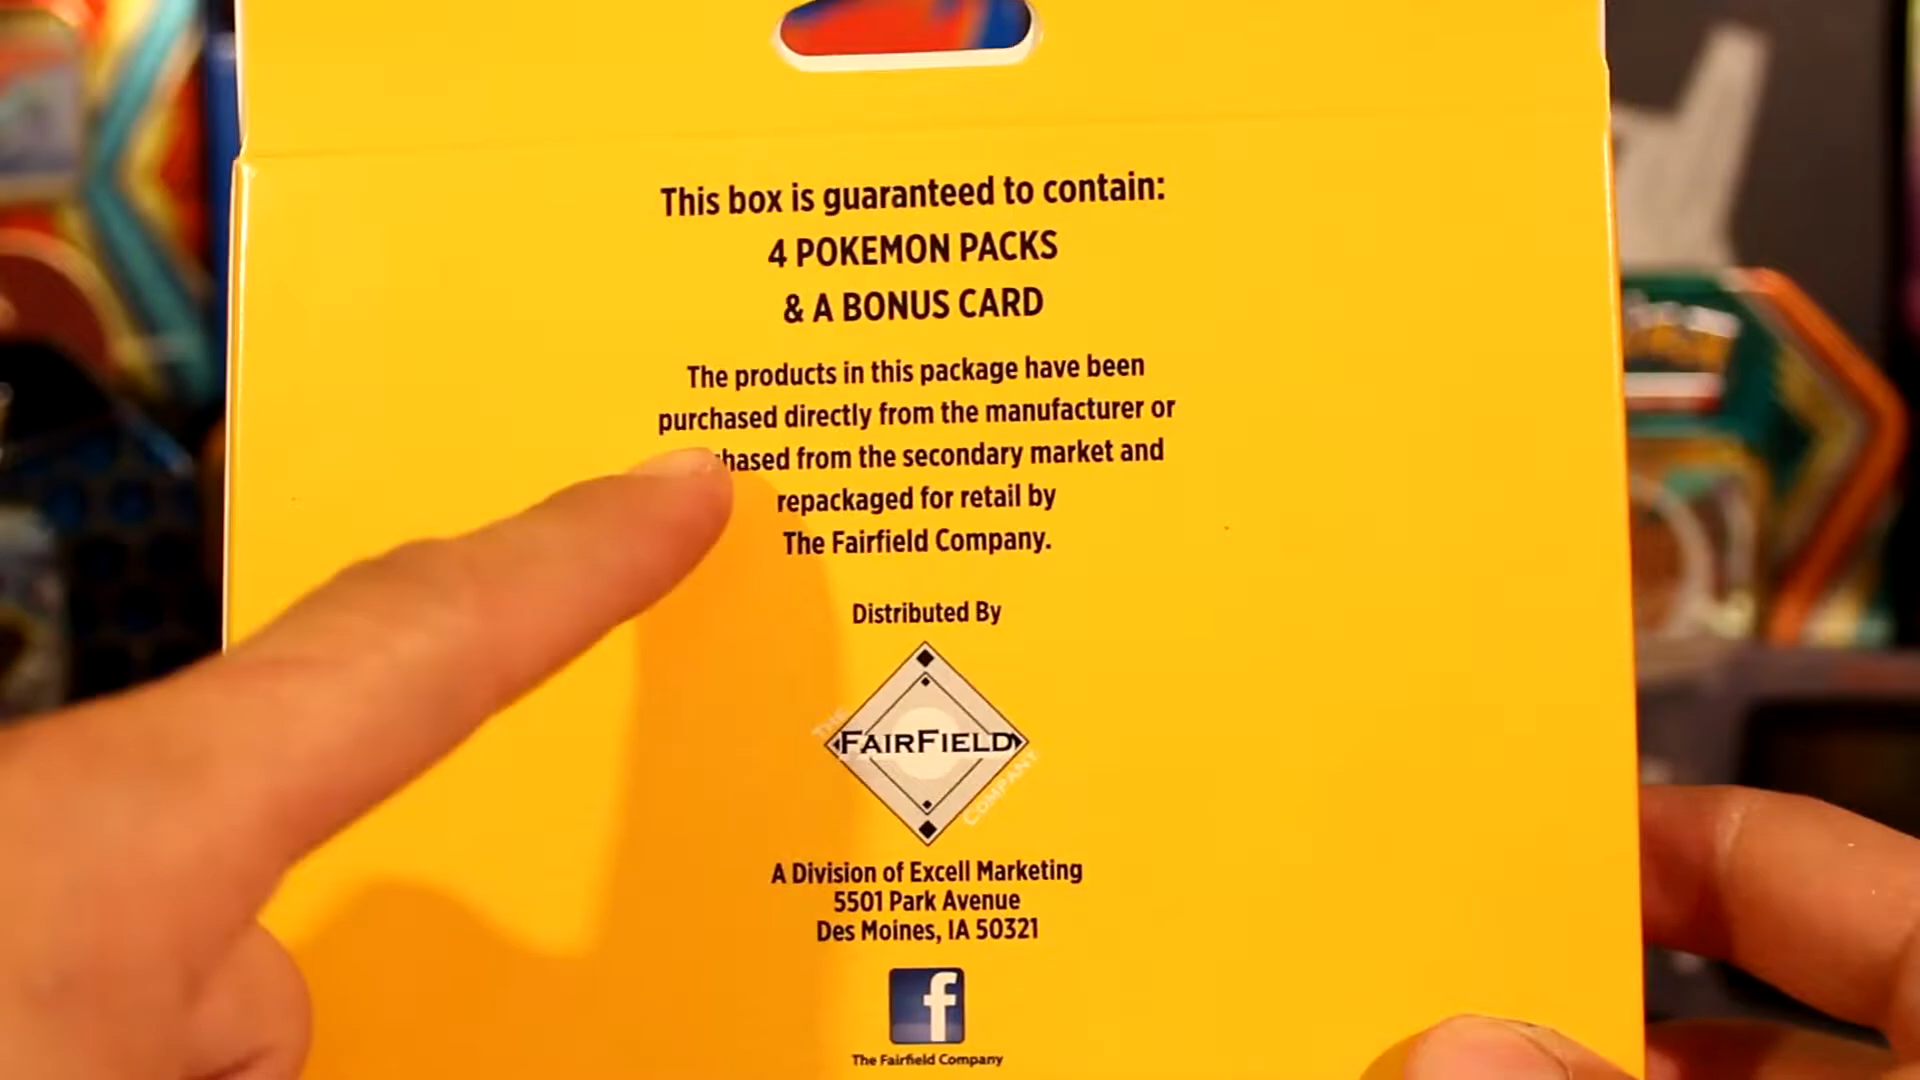 This box is guaranteed to contain:
4 POKEMON PACKS
& A BONUS CARD
The products in this package have been
purchased directly from the manufacturer or
from the secondary market and
repackaged for retail by
The Fairfield Company.
Distributed By
THE
FAIRFIELD
COMPANY
A Division of Excell Marketing
5501 Park Avenue
Des Moines, IA 50321
f
The Fairfield Company